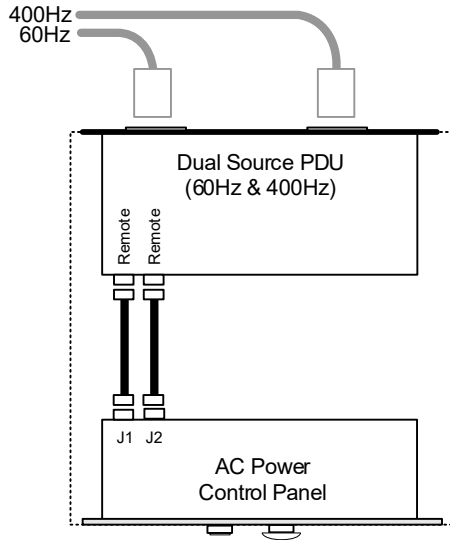 400Hz
60Hz
Dual Source PDU
(60Hz & 400Hz)
Remote
Remote
J1 J2
AC Power
Control Panel